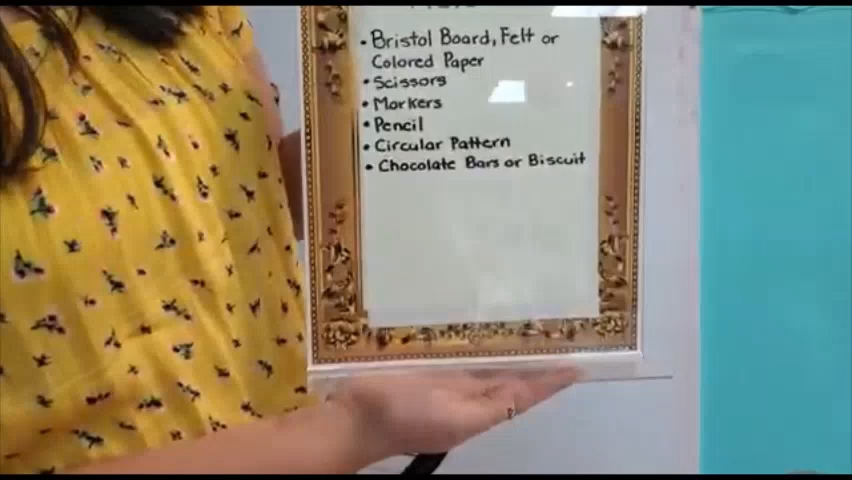 • Bristol Board, Felt or
Colored Paper
• Scissors
• Markers
• Pencil
• Circular Pattern
• Chocolate Bars or Biscuit